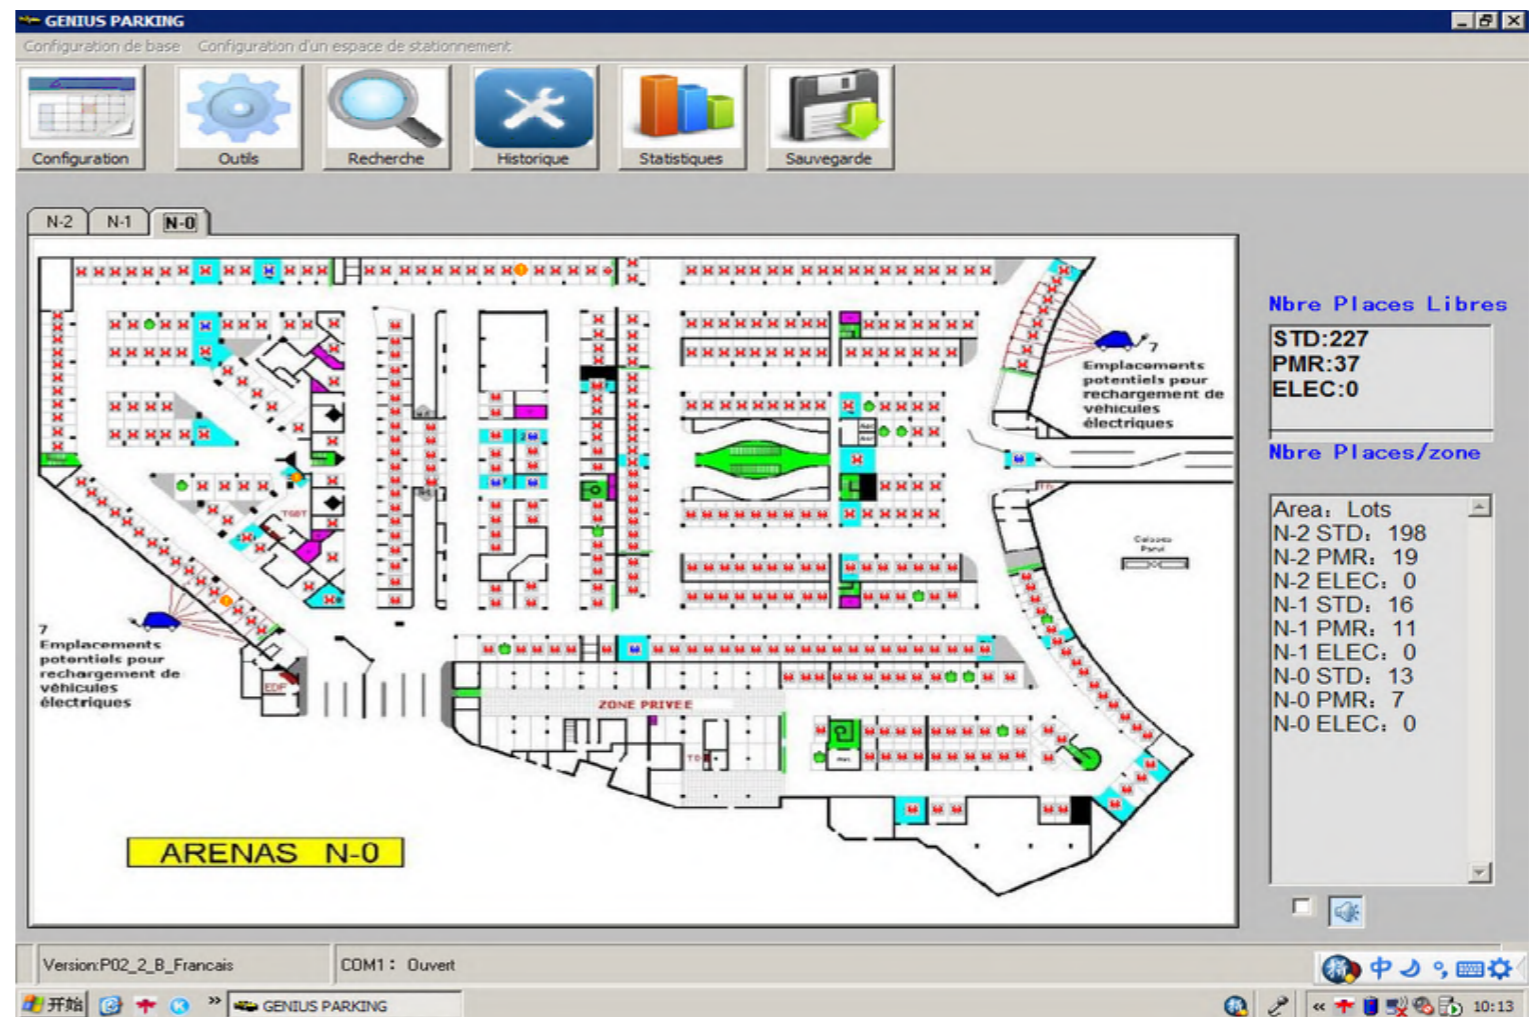 GENIUS PARKING
Configuration de base Configuration d'un espace de stationnement
Configuration Outils Recherche Historique Statistiques Sauvegarde
N-2 N-1 N-0
7
Emplacements
potentiels pour
rechargement de
véhicules
électriques
TGBT
Caisses
7
Emplacements
potentiels pour
rechargement de
véhicules
électriques
EDF
ZONE PRIVEE
ARENAS N-0
Nbre Places Libres
STD:227
PMR:37
ELEC:0
Nbre Places/zone
Area: Lots
N-2 STD: 198
N-2 PMR: 19
N-2 ELEC: 0
N-1 STD: 16
N-1 PMR: 11
N-1 ELEC: 0
N-0 STD: 13
N-0 PMR: 7
N-0 ELEC: 0
Version:P02_2_B_Francais COM1: Ouvert
中
开始 » GENIUS PARKING « 10:13